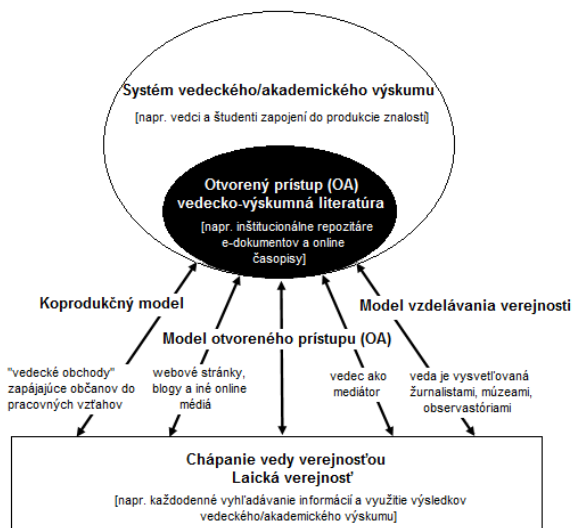 Systém vedeckého/akademického výskumu
[napr. vedci a študenti zapojení do produkcie znalostí]
Otvorený prístup (OA)
vedecko-výskumná literatúra
[napr. inštitucionálne repozitáre
e-dokumentov a online
časopisy]
Koprodukčný model
Model vzdelávania verejnosti
Model otvoreného prístupu (OA)
"vedecké obchody"
zapájajúce občanov do
pracovných vzťahov
webové stránky,
blogy a iné online
médiá
vedec ako
mediátor
veda je vysvetľovaná
žurnalistami, múzeami,
observastóriami
Chápanie vedy verejnosťou
Laická verejnosť
[napr. každodenné vyhľadávanie informácií a využitie výsledkov
vedeckého/akademického výskumu]